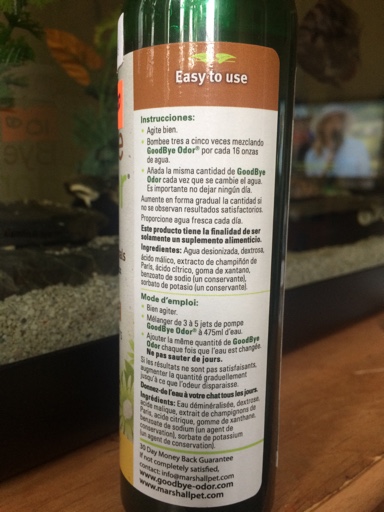 Easy to use
Instrucciones:
• Agite bien.
• Bombee tres a cinco veces mezclando
GoodBye Odor® por cada 16 onzas
de agua.
• Añada la misma cantidad de GoodBye
Odor cada vez que se cambie el agua.
Es importante no dejar ningún día.
Aumente en forma gradual la cantidad si
no se observan resultados satisfactorios.
Proporcione agua fresca cada día.
Este producto tiene la finalidad de ser
solamente un suplemento alimenticio.
Ingredientes: Agua desionizada, dextrosa,
ácido málico, extracto de champiñón de
Paris, ácido cítrico, goma de xantano,
benzoato de sodio (un conservante),
sorbato de potasio (un conservante).
Mode d'emploi:
• Bien agiter.
• Mélanger de 3 à 5 jets de pompe
GoodBye Odor® à 475ml d'eau.
• Ajouter la même quantité de GoodBye
Odor chaque fois que l'eau est changée.
No pas sauter de jours.
Si les résultats ne sont pas satisfaisants,
augmenter la quantité graduellement
jusqu'à ce que l'odeur disparaisse.
Donnez de l'eau à votre chat tous les jours.
Ingrédients: Eau déminéralisée, dextrose,
acide malique, extrait de champignons de
Paris, acide citrique, gomme de xanthane,
benzoate de sodium (un agent de
conservation), sorbate de potassium
(un agent de conservation).
30 Day Money Back Guarantee
If not completely satisfied,
contact: info@marshallpet.com
www.goodbye-odor.com
www.marshallpet.com